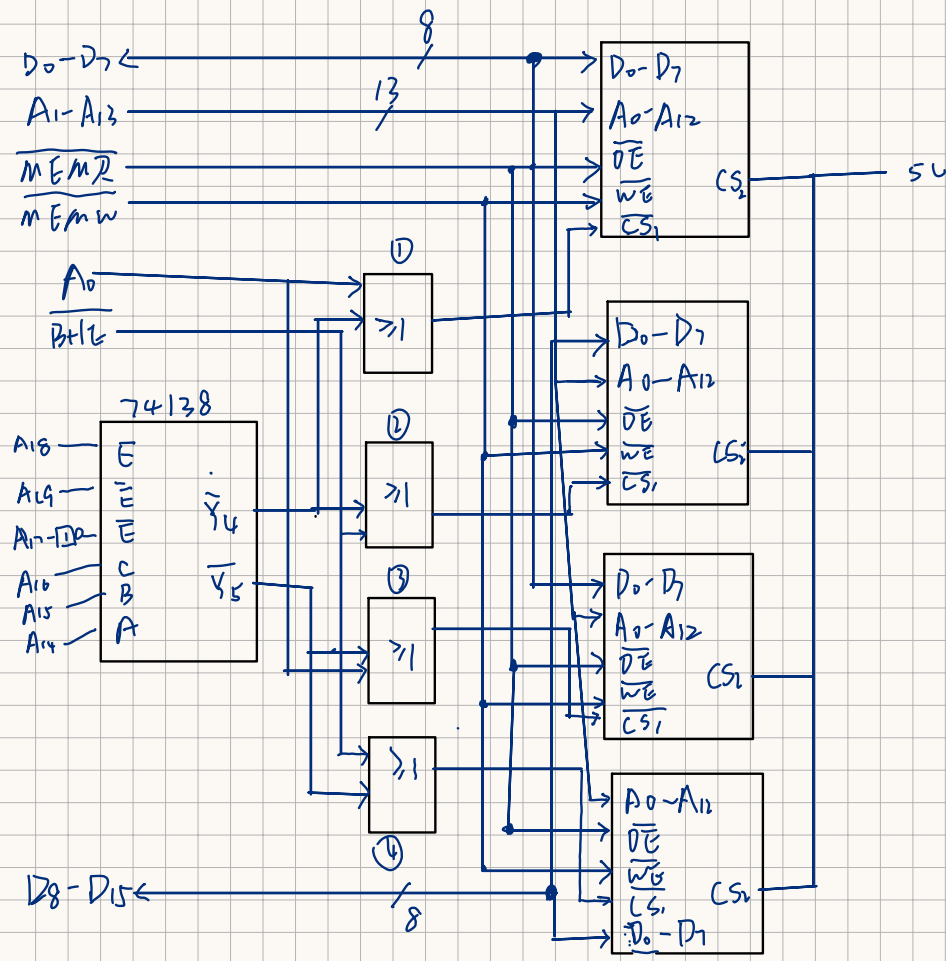 8
D0-D7
13
A1-A13
MEMR
MEMW
D0-D7
A0-A12
OE
WE
CS1
CS2
5V
①
A0
BHE
≥1
D0-D7
A0-A12
OE
WE
CS1
CS2
74138
A18 E
A19 E
E
A16 C
A15 B
A14 A
Y4
Y5
②
≥1
③
≥1
D0-D7
A0-A12
OE
WE
CS1
CS2
≥1
④
A0-A12
OE
WE
CS1
D0-D7
CS2
D8-D15
8